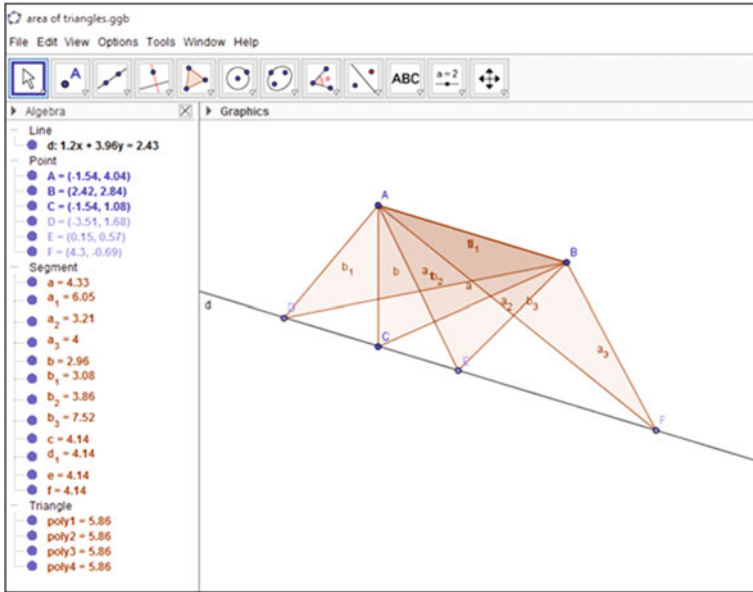 area of triangles.ggb
File Edit View Options Tools Window Help
A
ABC
a=2
Algebra
Graphics
Line
d: 1.2x + 3.96y = 2.43
Point
A = (-1.54, 4.04)
B = (2.42, 2.84)
C = (-1.54, 1.08)
D = (-3.51, 1.68)
E = (0.15, 0.57)
F = (4.3, -0.69)
Segment
a = 4.33
a1 = 6.05
a2 = 3.21
a3 = 4
b = 2.96
b1 = 3.08
b2 = 3.86
b3 = 7.52
c = 4.14
d1 = 4.14
e = 4.14
f = 4.14
Triangle
poly1 = 5.86
poly2 = 5.86
poly3 = 5.86
poly4 = 5.86
A
B
b1
b
b2
a
a2
b3
d
D
C
a3
E
F